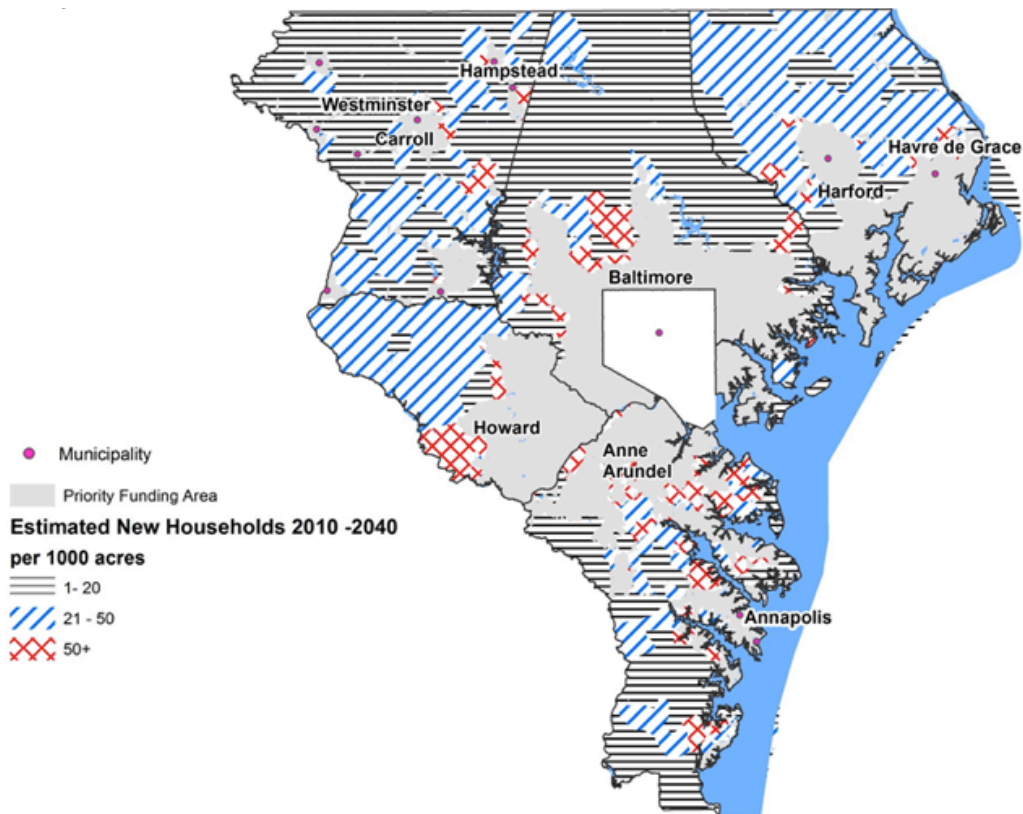 Hampstead
Westminster
Carroll
Havre de Grace
Harford
Baltimore
Howard
Anne
Arundel
Annapolis
Municipality
Priority Funding Area
Estimated New Households 2010 -2040
per 1000 acres
1- 20
21 - 50
50+